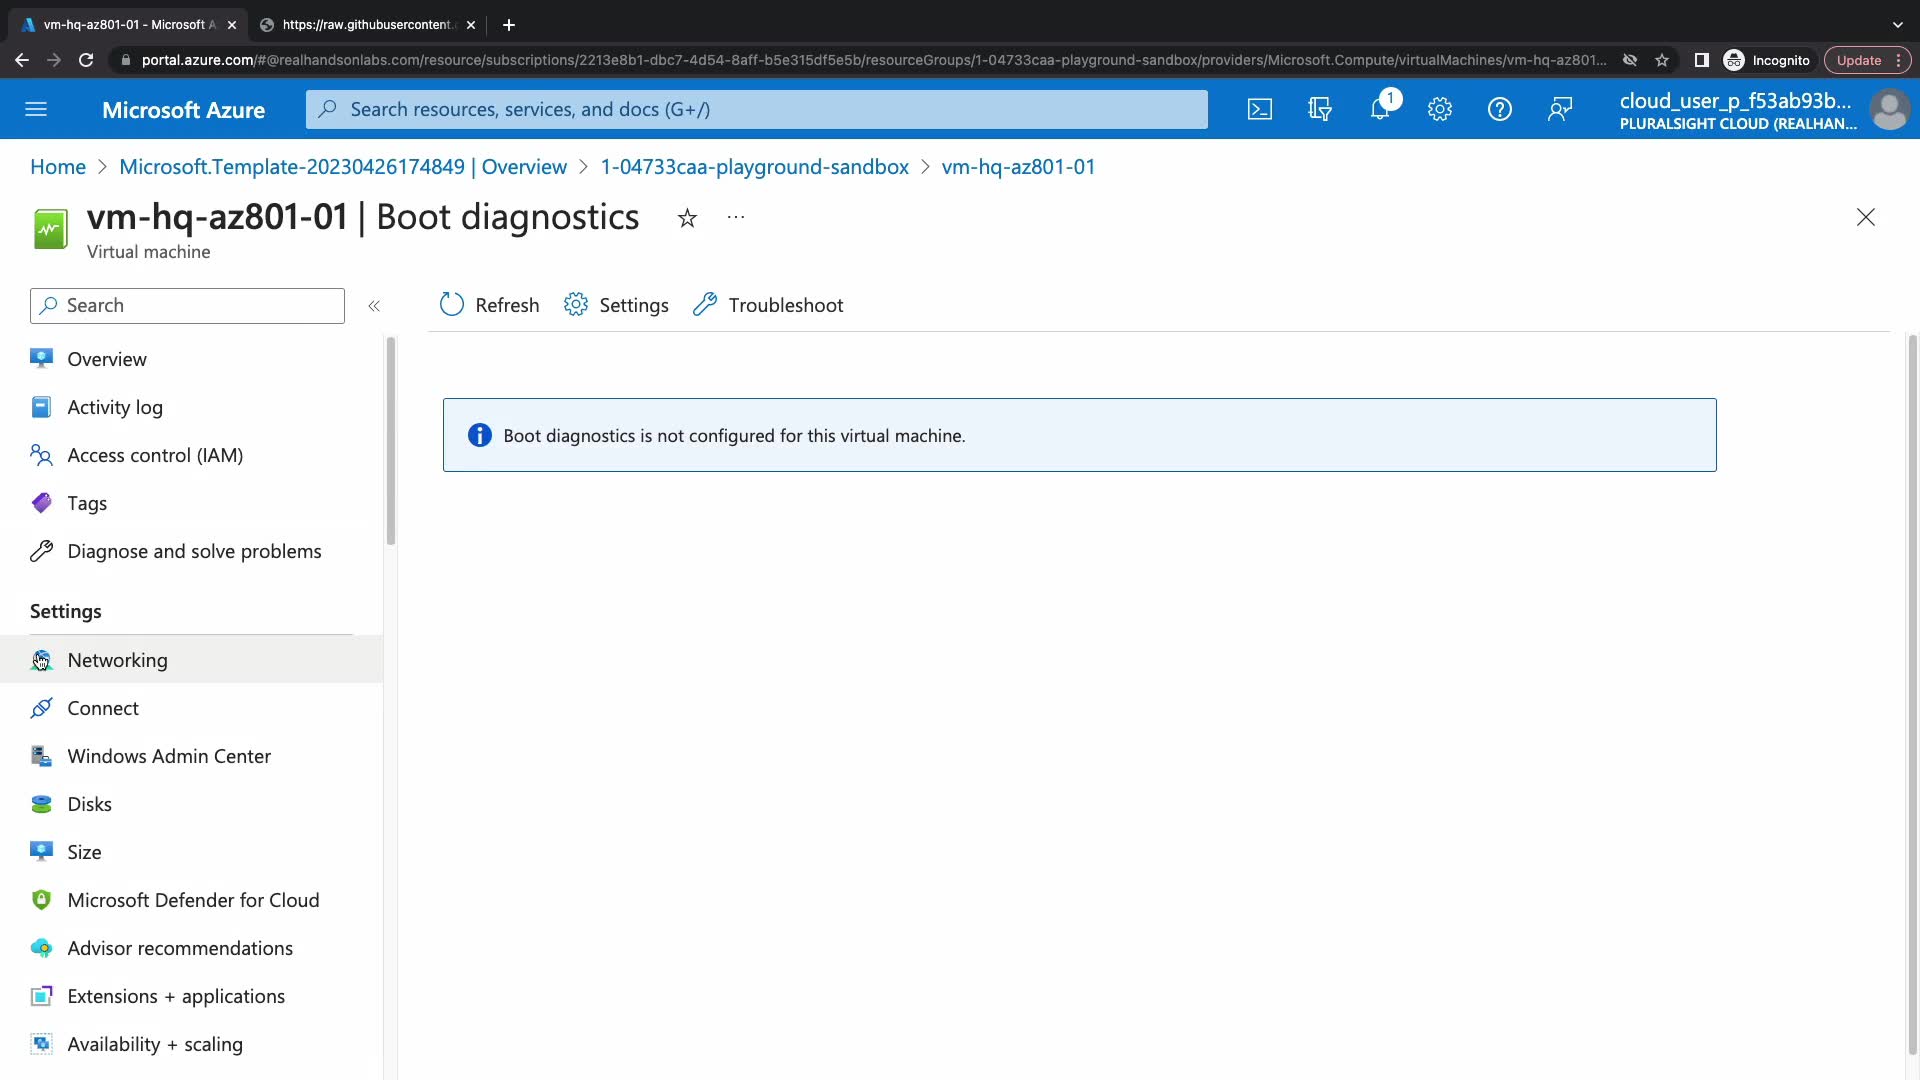 vm-hq-az801-01 - Microsoft A
https://raw.githubusercontent.
portal.azure.com/#@realhandsonlabs.com/resource/subscriptions/2213e8b1-dbc7-4d54-8aff-b5e315df5e5b/resourceGroups/1-04733caa-playground-sandbox/providers/Microsoft.Compute/virtualMachines/vm-hq-az801...
Incognito
Update
Microsoft Azure
Search resources, services, and docs (G+/)
1
cloud_user_p_f53ab93b...
PLURALSIGHT CLOUD (REALHAN...
Home > Microsoft.Template-20230426174849 | Overview > 1-04733caa-playground-sandbox > vm-hq-az801-01
vm-hq-az801-01 | Boot diagnostics
Virtual machine
Search
Refresh
Settings
Troubleshoot
Overview
Activity log
Access control (IAM)
Tags
Diagnose and solve problems
Settings
Networking
Connect
Windows Admin Center
Disks
Size
Microsoft Defender for Cloud
Advisor recommendations
Extensions + applications
Availability + scaling
Boot diagnostics is not configured for this virtual machine.